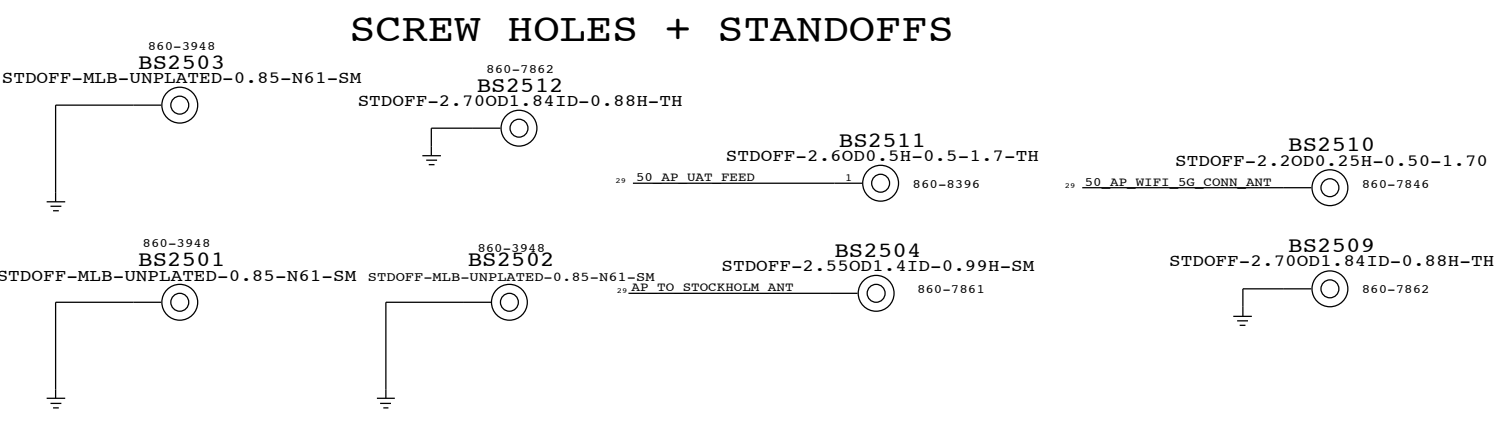 SCREW HOLES + STANDOFFS
860-3948
BS2503
STDOFF-MLB-UNPLATED-0.85-N61-SM
860-7862
BS2512
STDOFF-2.70OD1.84ID-0.88H-TH
BS2511
STDOFF-2.6OD0.5H-0.5-1.7-TH
29 50_AP_UAT_FEED 1 860-8396
BS2510
STDOFF-2.2OD0.25H-0.50-1.70
29 50_AP_WIFI_5G_CONN_ANT 860-7846
860-3948
BS2501
STDOFF-MLB-UNPLATED-0.85-N61-SM
860-3948
BS2502
STDOFF-MLB-UNPLATED-0.85-N61-SM
BS2504
STDOFF-2.55OD1.4ID-0.99H-SM
29 AP_TO_STOCKHOLM_ANT 860-7861
BS2509
STDOFF-2.70OD1.84ID-0.88H-TH
860-7862